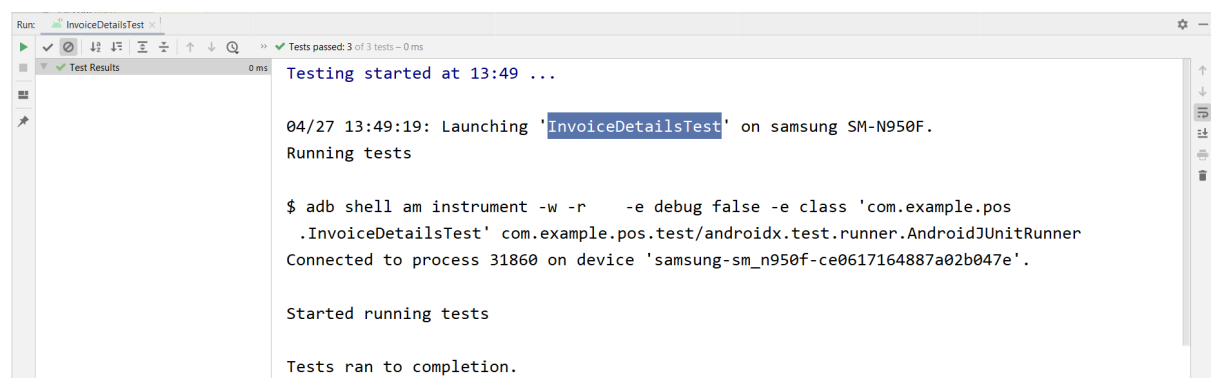 Run: InvoiceDetailsTest
Tests passed: 3 of 3 tests – 0 ms
Test Results 0 ms
Testing started at 13:49 ...
04/27 13:49:19: Launching 'InvoiceDetailsTest' on samsung SM-N950F.
Running tests
$ adb shell am instrument -w -r    -e debug false -e class 'com.example.pos
.InvoiceDetailsTest' com.example.pos.test/androidx.test.runner.AndroidJUnitRunner
Connected to process 31860 on device 'samsung-sm_n950f-ce0617164887a02b047e'.
Started running tests
Tests ran to completion.